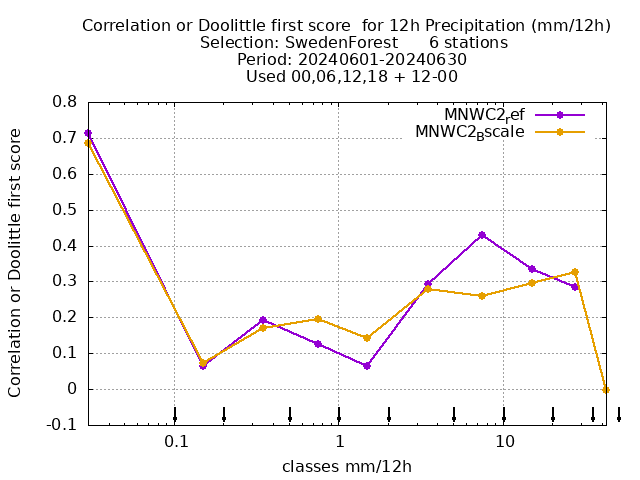 Correlation or Doolittle first score  for 12h Precipitation (mm/12h)
Selection: SwedenForest      6 stations
Period: 20240601-20240630
Used 00,06,12,18 + 12-00
MNWC2ref
MNWC2Bscale
Correlation or Doolittle first score
0.8
0.7
0.6
0.5
0.4
0.3
0.2
0.1
0
-0.1
0.1
1
10
classes mm/12h